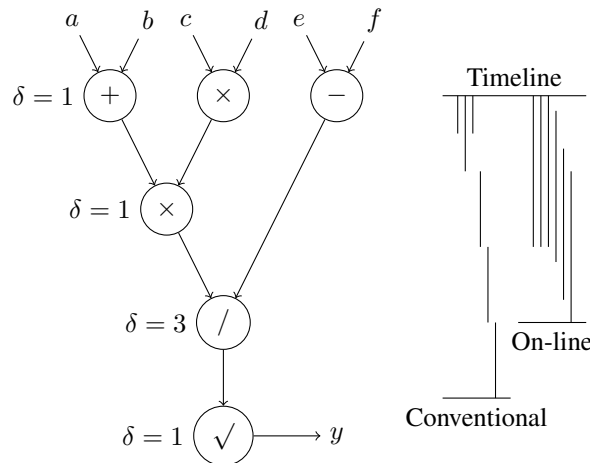 a b c d e f
δ = 1 + × −
Timeline
δ = 1 ×
δ = 3 /
On-line
Conventional
δ = 1 √ y